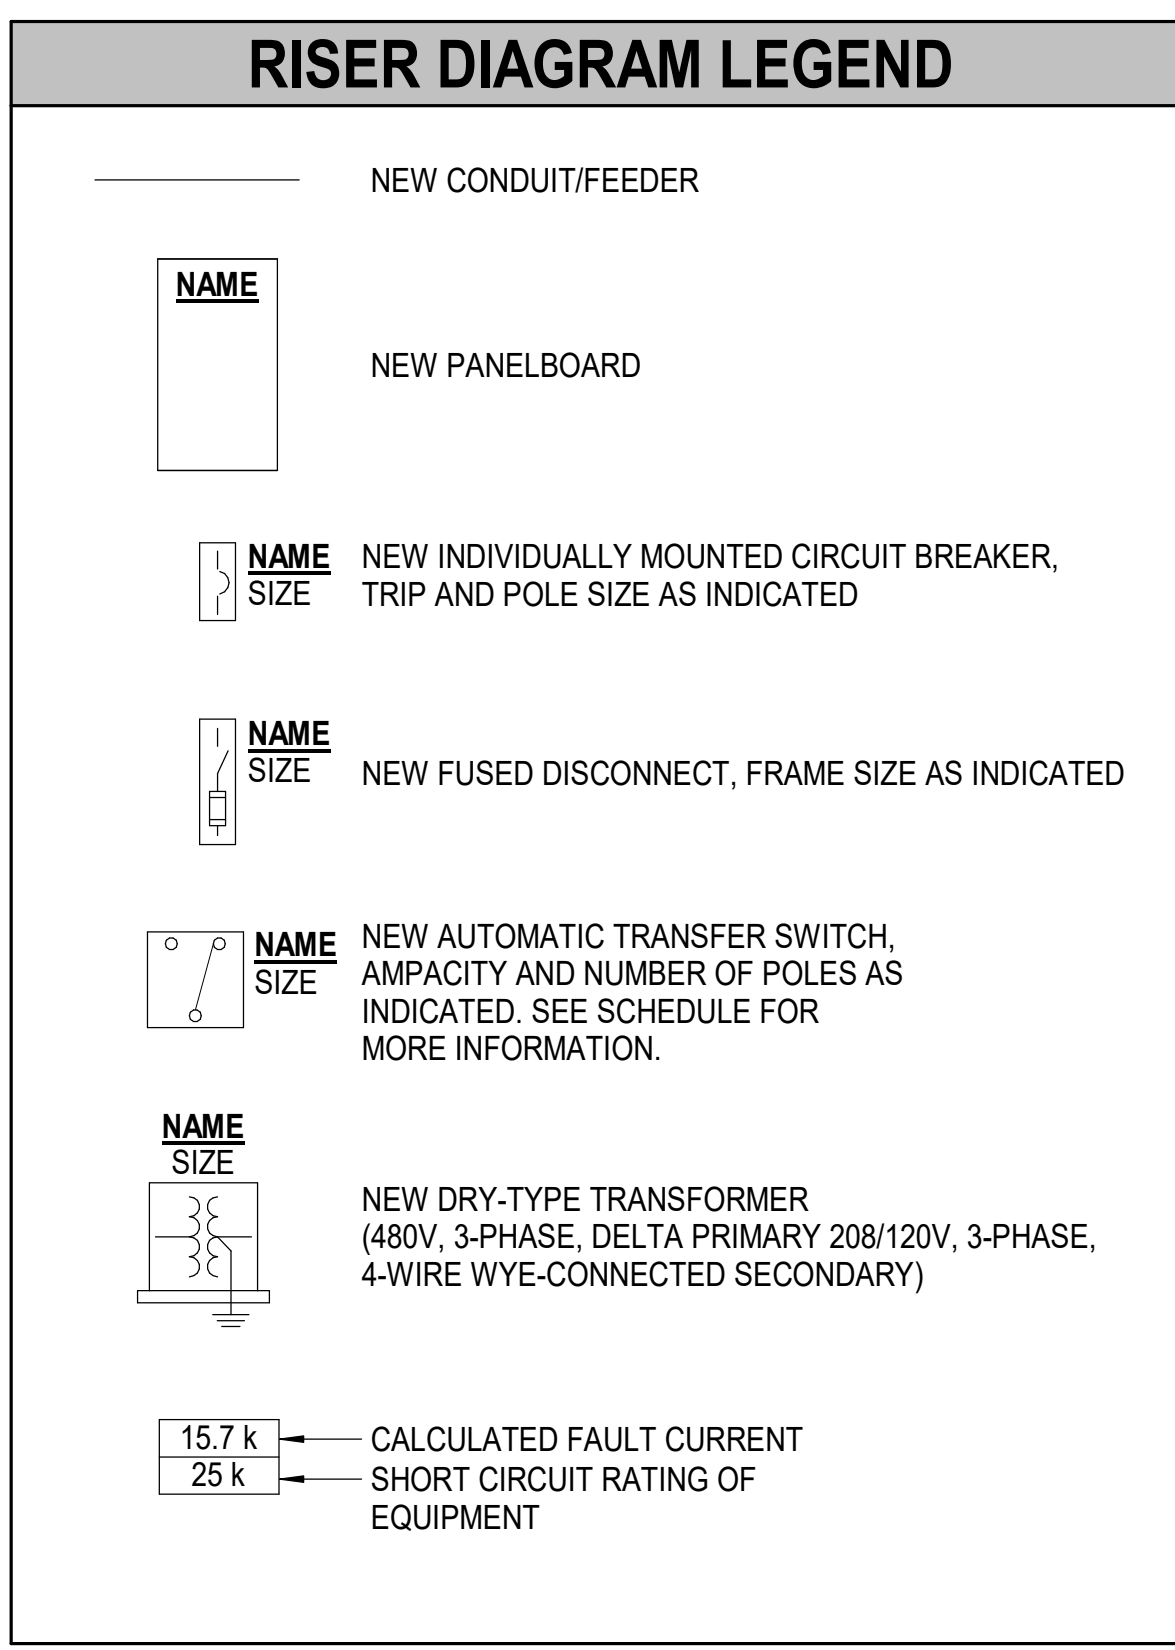 RISER DIAGRAM LEGEND
NEW CONDUIT/FEEDER
NAME
NEW PANELBOARD
NAME
SIZE
NEW INDIVIDUALLY MOUNTED CIRCUIT BREAKER,
TRIP AND POLE SIZE AS INDICATED
NAME
SIZE
NEW FUSED DISCONNECT, FRAME SIZE AS INDICATED
NAME
SIZE
NEW AUTOMATIC TRANSFER SWITCH,
AMPACITY AND NUMBER OF POLES AS
INDICATED. SEE SCHEDULE FOR
MORE INFORMATION.
NAME
SIZE
NEW DRY-TYPE TRANSFORMER
(480V, 3-PHASE, DELTA PRIMARY 208/120V, 3-PHASE,
4-WIRE WYE-CONNECTED SECONDARY)
15.7 k
CALCULATED FAULT CURRENT
25 k
SHORT CIRCUIT RATING OF
EQUIPMENT